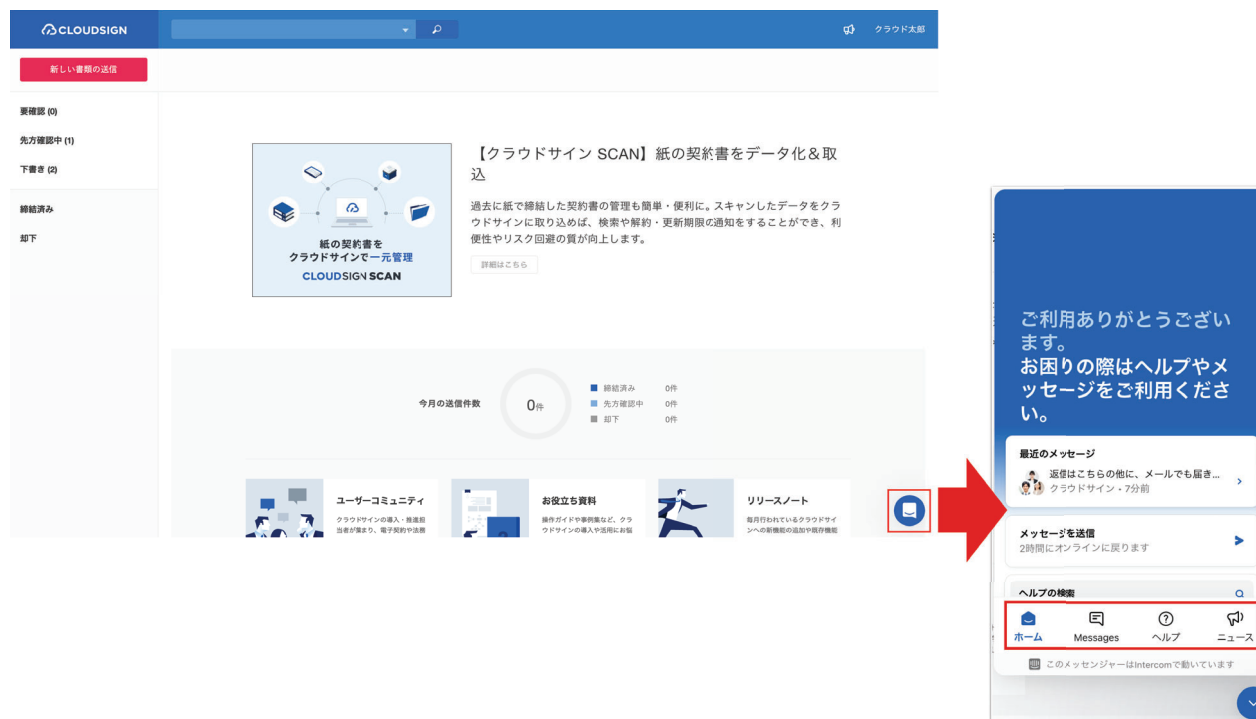 CLOUDSIGN
クラウド太郎
新しい書類の送信
要確認 (0)
先方確認中 (1)
下書き (2)
締結済み
却下
紙の契約書を
クラウドサインで一元管理
CLOUDSIGN SCAN
【クラウドサイン SCAN】紙の契約書をデータ化＆取
込
過去に紙で締結した契約書の管理も簡単・便利に。スキャンしたデータをクラ
ウドサインに取り込めば、検索や解約・更新期限の通知をすることができ、利
便性やリスク回避の質が向上します。
詳細はこちら
今月の送信件数
0件
締結済み 0件
先方確認中 0件
却下 0件
ユーザーコミュニティ
クラウドサインの導入・推進担
当者が集まり、電子契約や法務
お役立ち資料
操作ガイドや事例集など、クラ
ウドサインの導入や活用にお悩
リリースノート
毎月行われているクラウドサイ
ンへの新機能の追加や既存機能
ご利用ありがとうござい
ます。
お困りの際はヘルプやメ
ッセージをご利用くださ
い。
最近のメッセージ
返信はこちらの他に、メールでも届き...
クラウドサイン・7分前
メッセージを送信
2時間にオンラインに戻ります
ヘルプの検索
ホーム
Messages
ヘルプ
ニュース
このメッセンジャーはIntercomで動いています